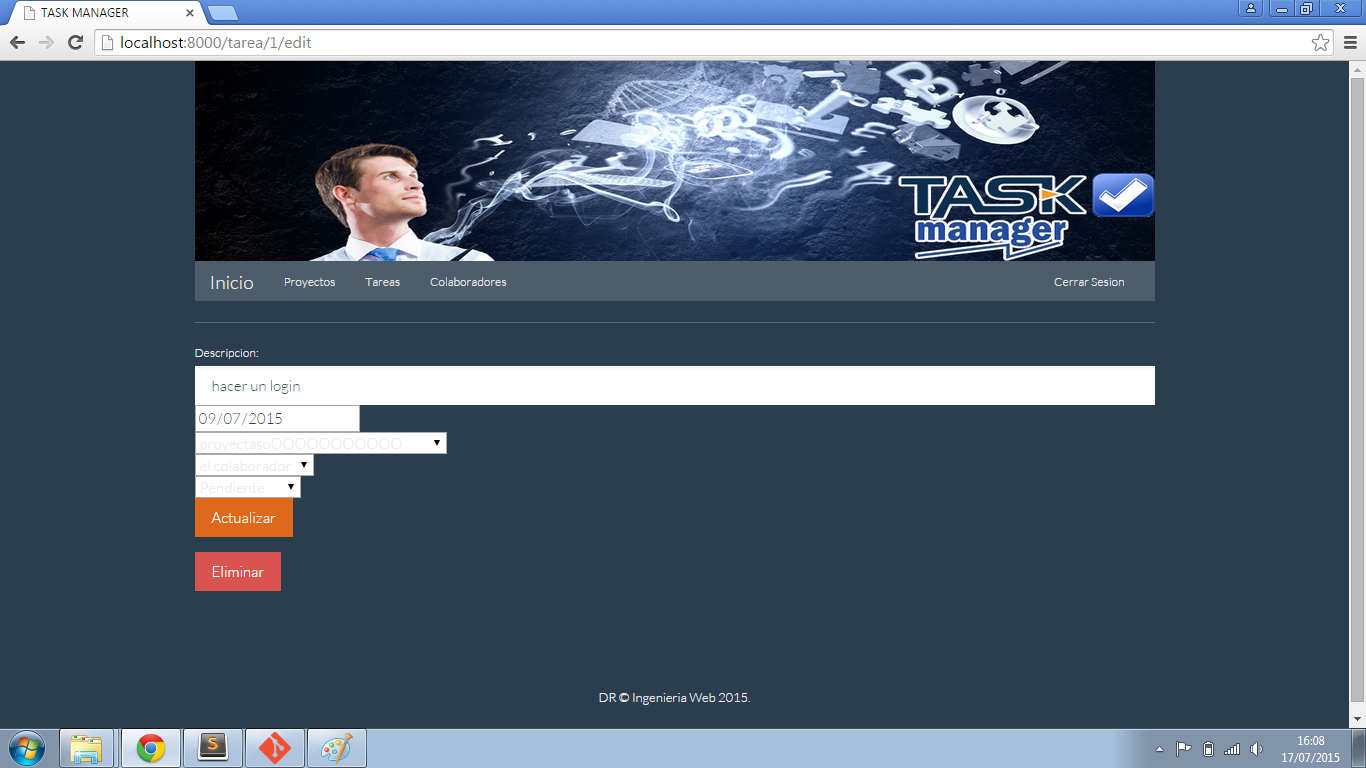 TASK MANAGER
localhost:8000/tarea/1/edit
TASK
manager
Inicio Proyectos Tareas Colaboradores Cerrar Sesion
Descripcion:
hacer un login
09/07/2015
proyectasoOOOOOOOOOOO
el colaborador
Pendiente
Actualizar
Eliminar
DR © Ingenieria Web 2015.
16:08
17/07/2015